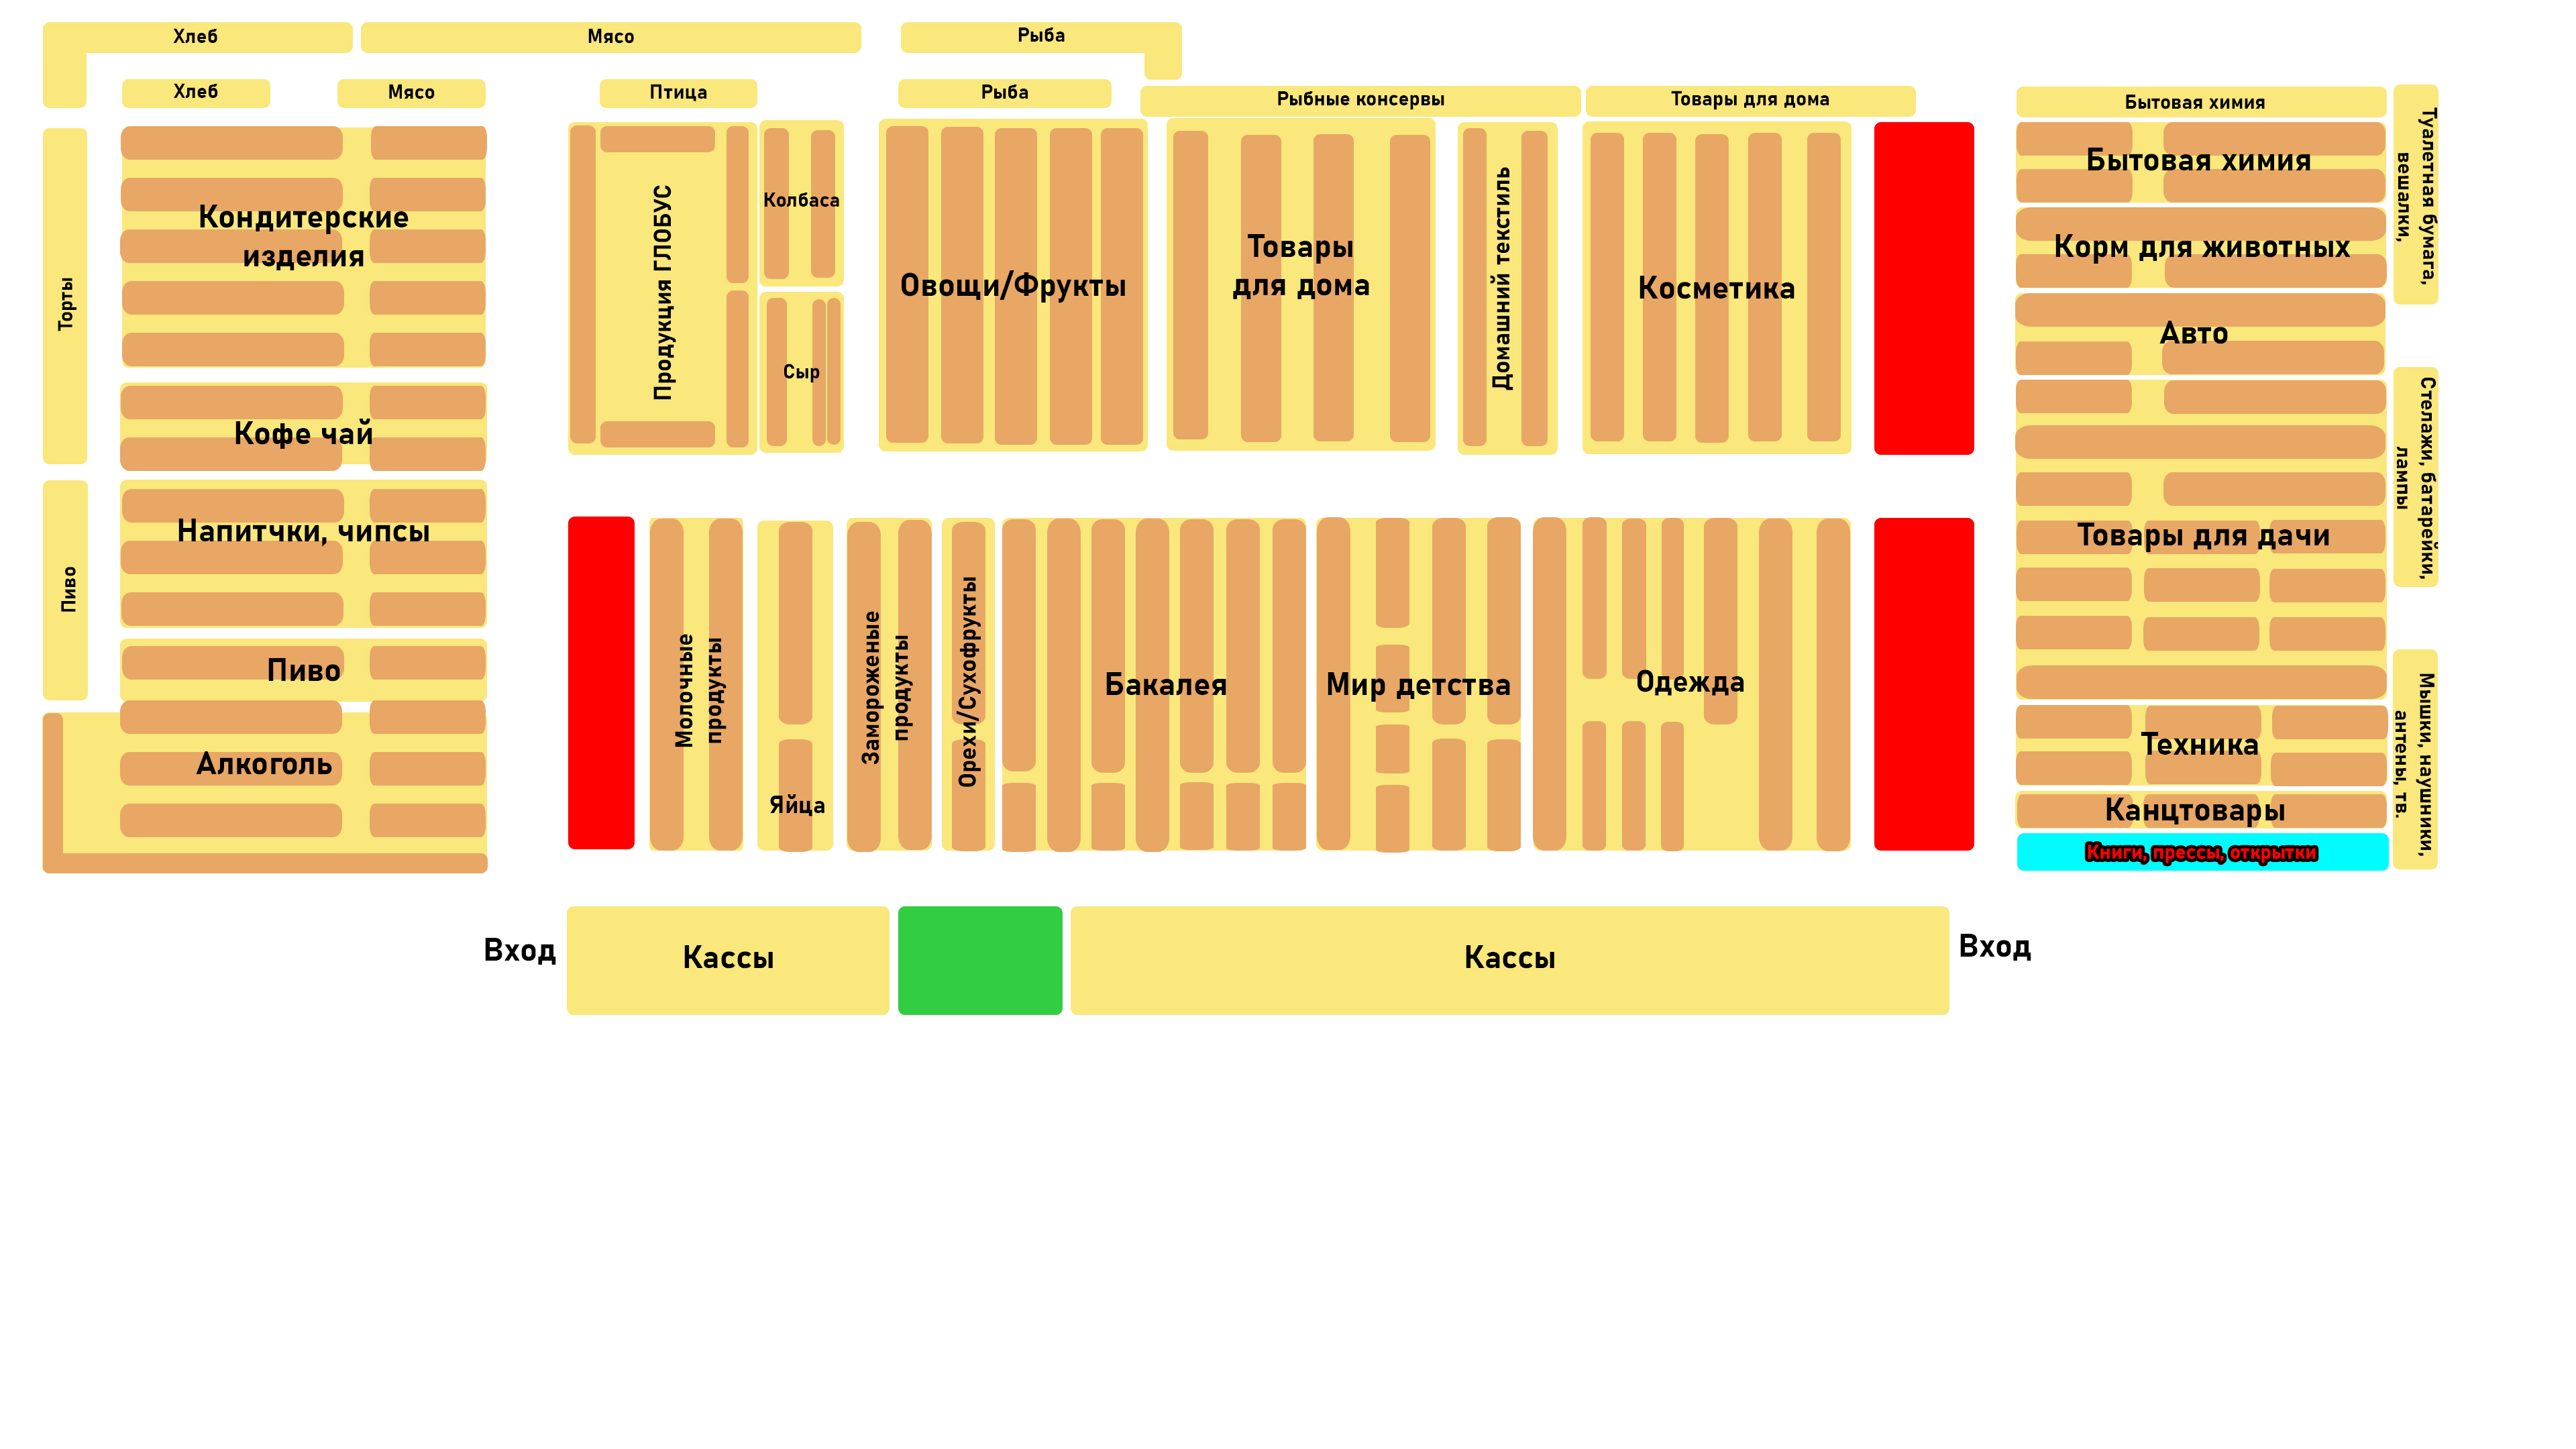 Хлеб
Мясо
Рыба
Хлеб
Мясо
Птица
Рыба
Рыбные консервы
Товары для дома
Бытовая химия
Туалетная бумага,
вешалки,
Торты
Кондитерские
изделия
Продукция ГЛОБУС
Колбаса
Сыр
Овощи/Фрукты
Товары
для дома
Домашний текстиль
Косметика
Бытовая химия
Корм для животных
Авто
Стелажи, батарейки,
лампы
Кофе чай
Пиво
Напитчки, чипсы
Пиво
Алкоголь
Молочные
продукты
Яйца
Замороженые
продукты
Орехи/Сухофрукты
Бакалея
Мир детства
Одежда
Товары для дачи
Техника
Канцтовары
Книги, прессы, открытки
Мышки, наушники,
антены, тв.
Вход
Кассы
Кассы
Вход